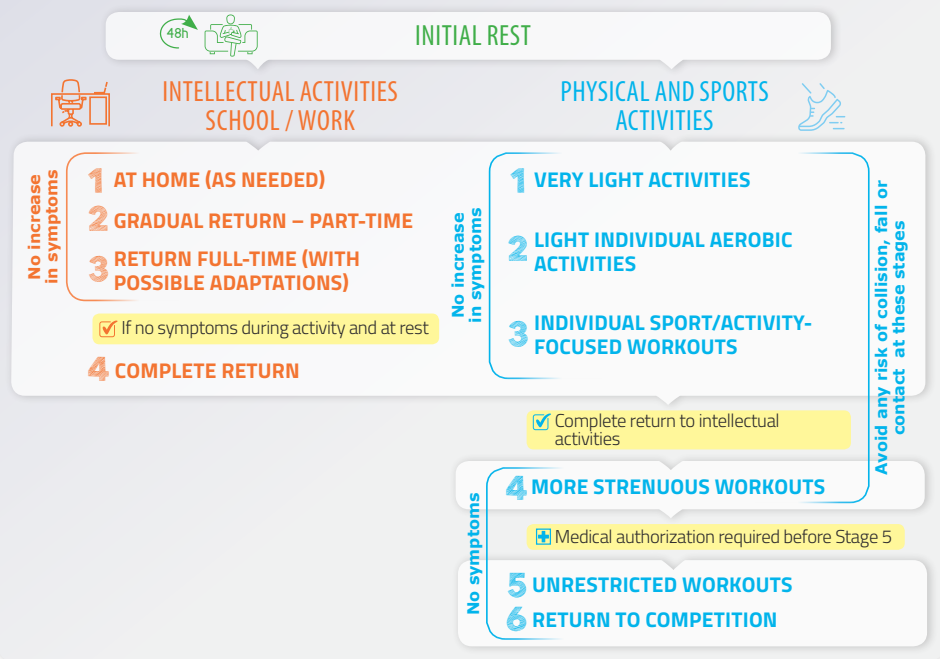 48h
INITIAL REST
INTELLECTUAL ACTIVITIES
SCHOOL / WORK
No increase
in symptoms
1 AT HOME (AS NEEDED)
2 GRADUAL RETURN – PART-TIME
3 RETURN FULL-TIME (WITH
POSSIBLE ADAPTATIONS)
If no symptoms during activity and at rest
4 COMPLETE RETURN
PHYSICAL AND SPORTS
ACTIVITIES
No increase
in symptoms
1 VERY LIGHT ACTIVITIES
2 LIGHT INDIVIDUAL AEROBIC
ACTIVITIES
3 INDIVIDUAL SPORT/ACTIVITY-
FOCUSED WORKOUTS
Avoid any risk of collision, fall or
contact at these stages
Complete return to intellectual
activities
No symptoms
4 MORE STRENUOUS WORKOUTS
Medical authorization required before Stage 5
5 UNRESTRICTED WORKOUTS
6 RETURN TO COMPETITION